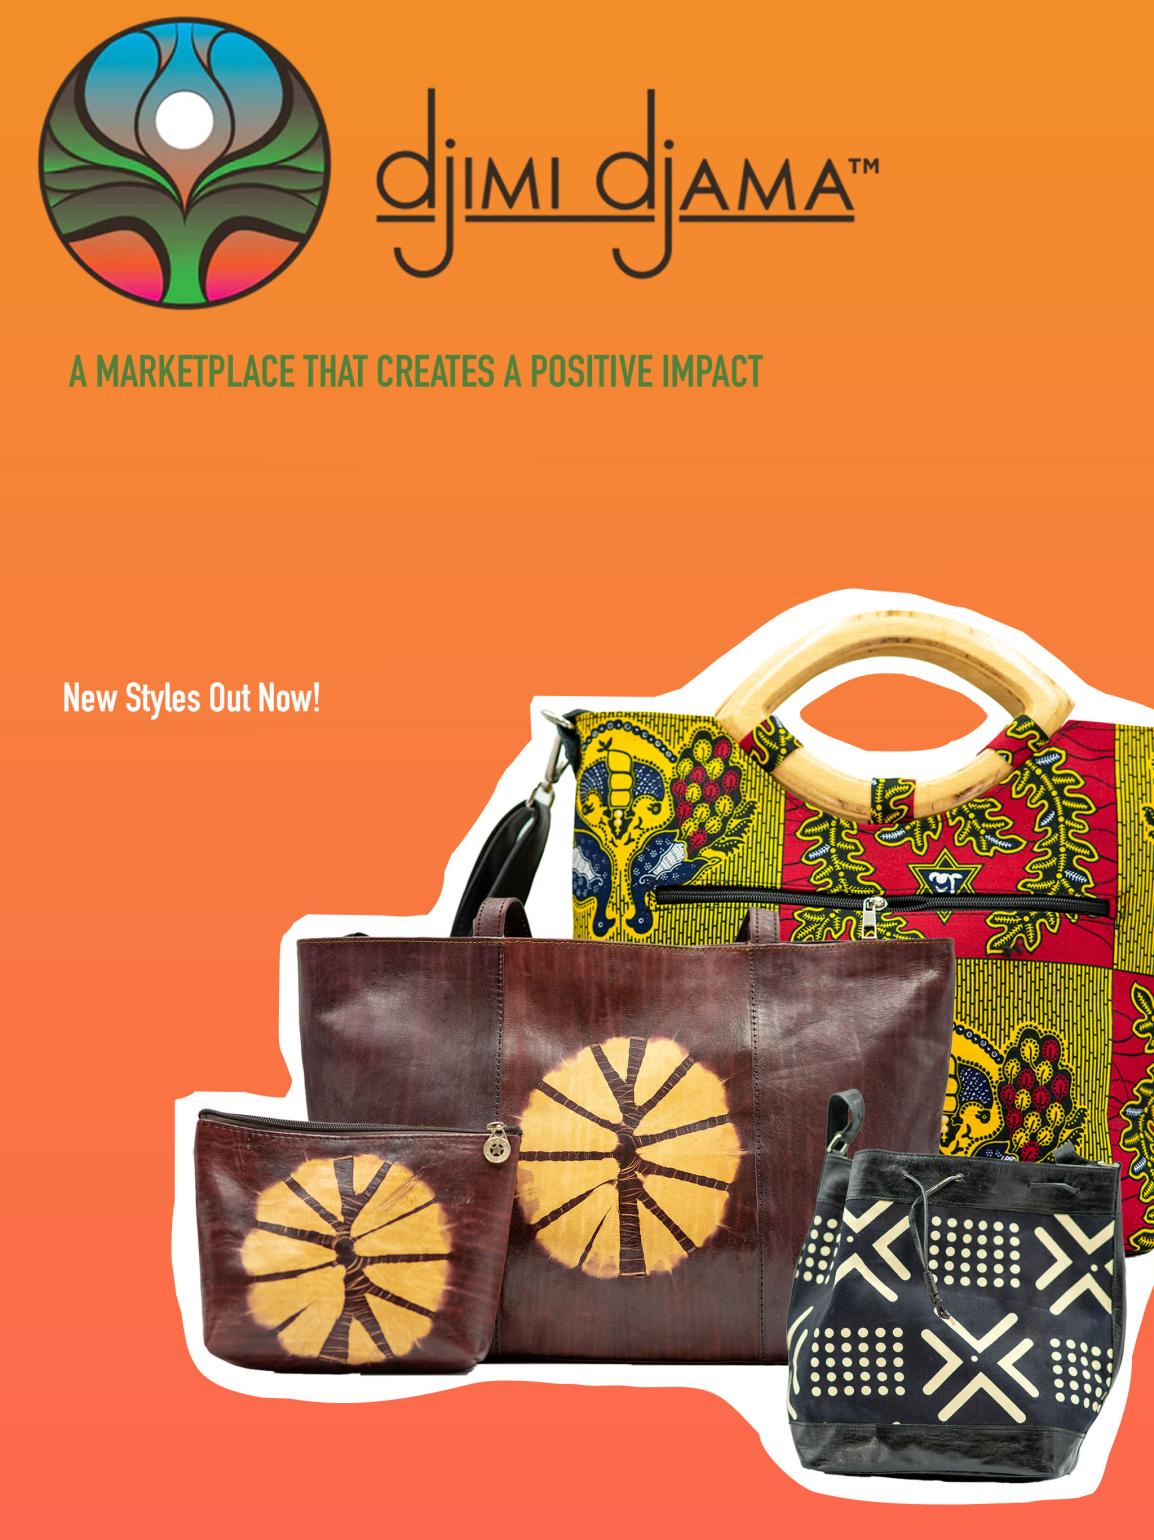 djimi djama™
A MARKETPLACE THAT CREATES A POSITIVE IMPACT
New Styles Out Now!